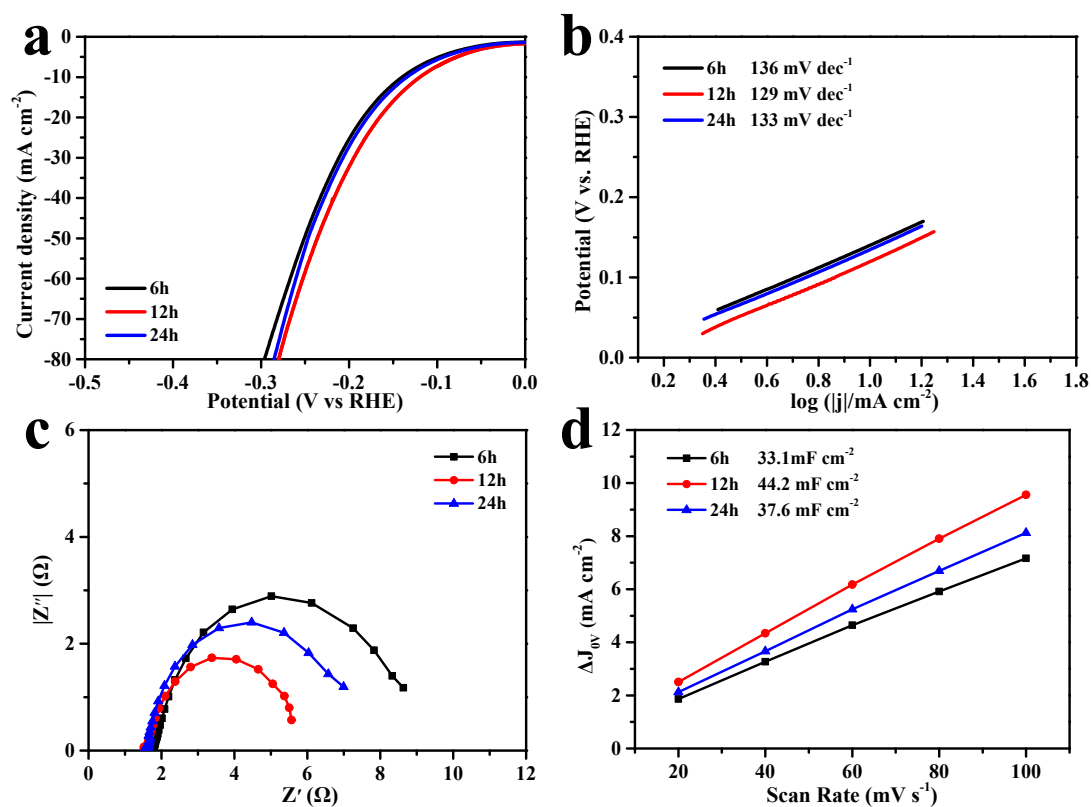 a
0
-10
-20
-30
-40
-50
-60
-70
-80
Current density (mA cm⁻²)
6h
12h
24h
-0.5
-0.4
-0.3
-0.2
-0.1
0.0
Potential (V vs RHE)
b
0.4
0.3
0.2
0.1
0.0
Potential (V vs. RHE)
6h 136 mV dec⁻¹
12h 129 mV dec⁻¹
24h 133 mV dec⁻¹
0.2
0.4
0.6
0.8
1.0
1.2
1.4
1.6
1.8
log (|j|/mA cm⁻²)
c
6
5
4
3
2
1
0
|Z″| (Ω)
6h
12h
24h
0
2
4
6
8
10
12
Z′ (Ω)
d
12
10
8
6
4
2
0
ΔJ₀ᵥ (mA cm⁻²)
6h 33.1mF cm⁻²
12h 44.2 mF cm⁻²
24h 37.6 mF cm⁻²
20
40
60
80
100
Scan Rate (mV s⁻¹)